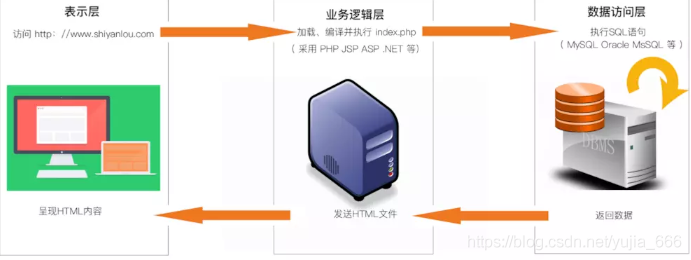 表示层
访问 http：//www.shiyanlou.com
业务逻辑层
加载、编译并执行 index.php
（ 采用 PHP JSP ASP .NET 等）
数据访问层
执行SQL语句
（ MySQL Oracle MsSQL 等 ）
DBMS
呈现HTML内容
发送HTML文件
返回数据
https://blog.csdn.net/yujia_666